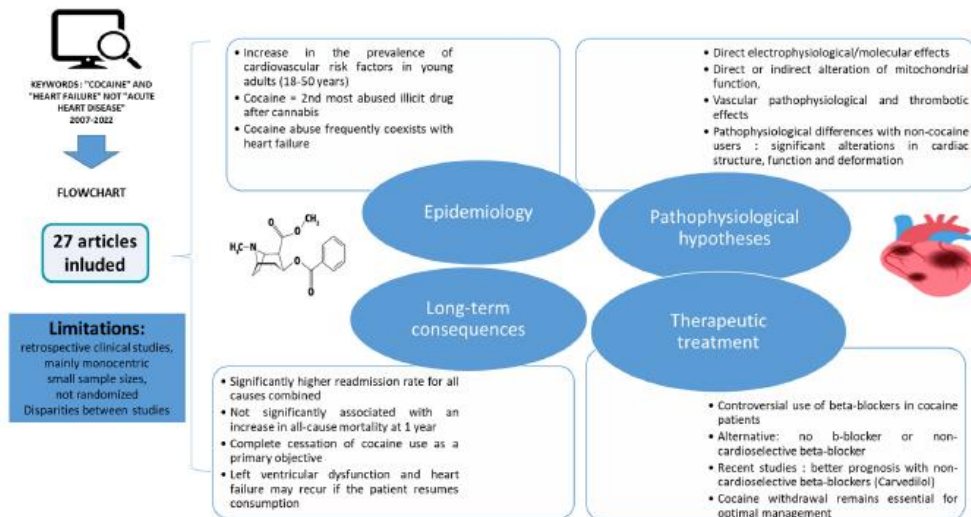 KEYWORDS: "COCAINE" AND
"HEART FAILURE" NOT "ACUTE
HEART DISEASE"
2007-2022
FLOWCHART
27 articles
inluded
Limitations:
retrospective clinical studies,
mainly monocentric
small sample sizes,
not randomized
Disparities between studies
• Increase in the prevalence of
cardiovascular risk factors in young
adults (18-50 years)
• Cocaine = 2nd most abused illicit drug
after cannabis
• Cocaine abuse frequently coexists with
heart failure
• Direct electrophysiological/molecular effects
• Direct or indirect alteration of mitochondrial
function,
• Vascular pathophysiological and thrombotic
effects
• Pathophysiological differences with non-cocaine
users : significant alterations in cardiac
structure, function and deformation
Epidemiology
Pathophysiological
hypotheses
H₃C-N
O
O
CH₃
O
O
Long-term
consequences
Therapeutic
treatment
• Significantly higher readmission rate for all
causes combined
• Not significantly associated with an
increase in all-cause mortality at 1 year
• Complete cessation of cocaine use as a
primary objective
• Left ventricular dysfunction and heart
failure may recur if the patient resumes
consumption
• Controversial use of beta-blockers in cocaine
patients
• Alternative: no b-blocker or non-
cardioselective beta-blocker
• Recent studies : better prognosis with non-
cardioselective beta-blockers (Carvedilol)
• Cocaine withdrawal remains essential for
optimal management